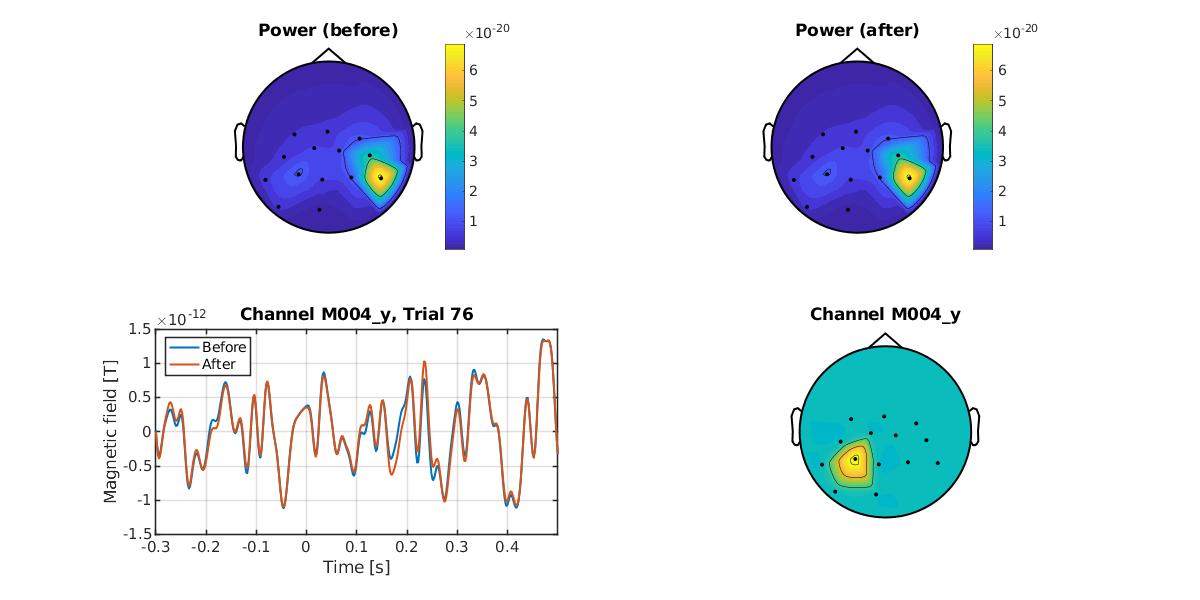 Power (before)
×10-20
6
5
4
3
2
1
Power (after)
×10-20
6
5
4
3
2
1
Channel M004_y, Trial 76
×10-12
1.5
1
0.5
0
-0.5
-1
-1.5
Magnetic field [T]
Before
After
-0.3 -0.2 -0.1 0 0.1 0.2 0.3 0.4
Time [s]
Channel M004_y